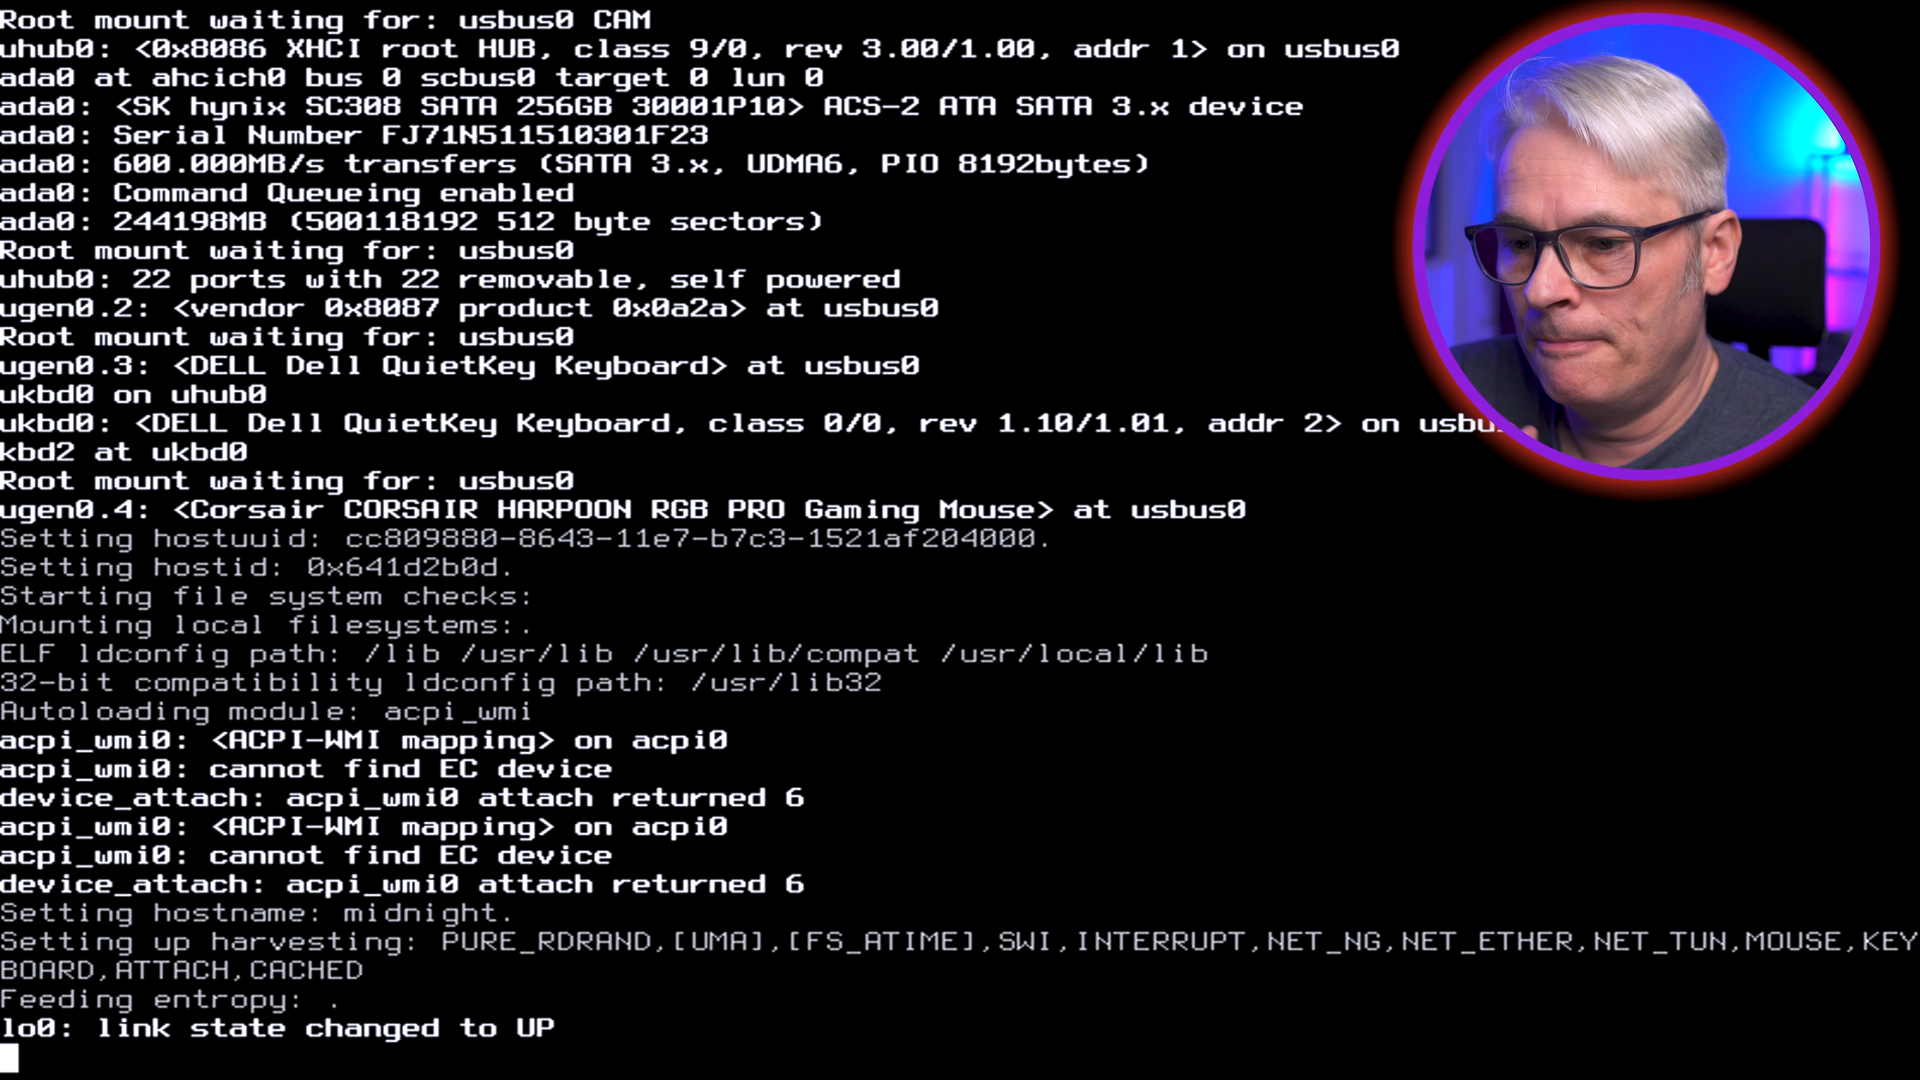 Root mount waiting for: usbus0 CAM
uhub0: <0x8086 XHCI root HUB, class 9/0, rev 3.00/1.00, addr 1> on usbus0
ada0 at ahcich0 bus 0 scbus0 target 0 lun 0
ada0: <SK hynix SC308 SATA 256GB 30001P10> ACS-2 ATA SATA 3.x device
ada0: Serial Number FJ71N511510301F23
ada0: 600.000MB/s transfers (SATA 3.x, UDMA6, PIO 8192bytes)
ada0: Command Queueing enabled
ada0: 244198MB (500118192 512 byte sectors)
Root mount waiting for: usbus0
uhub0: 22 ports with 22 removable, self powered
ugen0.2: <vendor 0x8087 product 0x0a2a> at usbus0
Root mount waiting for: usbus0
ugen0.3: <DELL Dell QuietKey Keyboard> at usbus0
ukbd0 on uhub0
ukbd0: <DELL Dell QuietKey Keyboard, class 0/0, rev 1.10/1.01, addr 2> on
kbd2 at ukbd0
Root mount waiting for: usbus0
ugen0.4: <Corsair CORSAIR HARPOON RGB PRO Gaming Mouse> at usbus0
Setting hostuuid: cc809880-8643-11e7-b7c3-1521af204000.
Setting hostid: 0x641d2b0d.
Starting file system checks:
Mounting local filesystems:.
ELF ldconfig path: /lib /usr/lib /usr/lib/compat /usr/local/lib
32-bit compatibility ldconfig path: /usr/lib32
Autoloading module: acpi_wmi
acpi_wmi0: <ACPI-WMI mapping> on acpi0
acpi_wmi0: cannot find EC device
device_attach: acpi_wmi0 attach returned 6
acpi_wmi0: <ACPI-WMI mapping> on acpi0
acpi_wmi0: cannot find EC device
device_attach: acpi_wmi0 attach returned 6
Setting hostname: midnight.
Setting up harvesting: PURE_RDRAND,[UMA],[FS_ATIME],SWI,INTERRUPT,NET_NG,NET_ETHER,NET_TUN,MOUSE,KEY
BOARD,ATTACH,CACHED
Feeding entropy: .
lo0: link state changed to UP